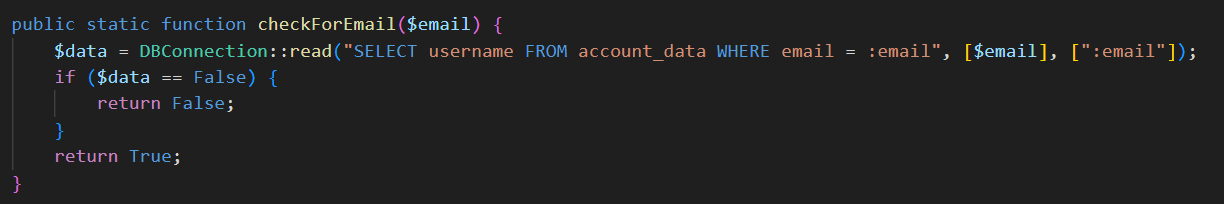 public static function checkForEmail($email) {
    $data = DBConnection::read("SELECT username FROM account_data WHERE email = :email", [$email], [":email"]);
    if ($data == False) {
        return False;
    }
    return True;
}